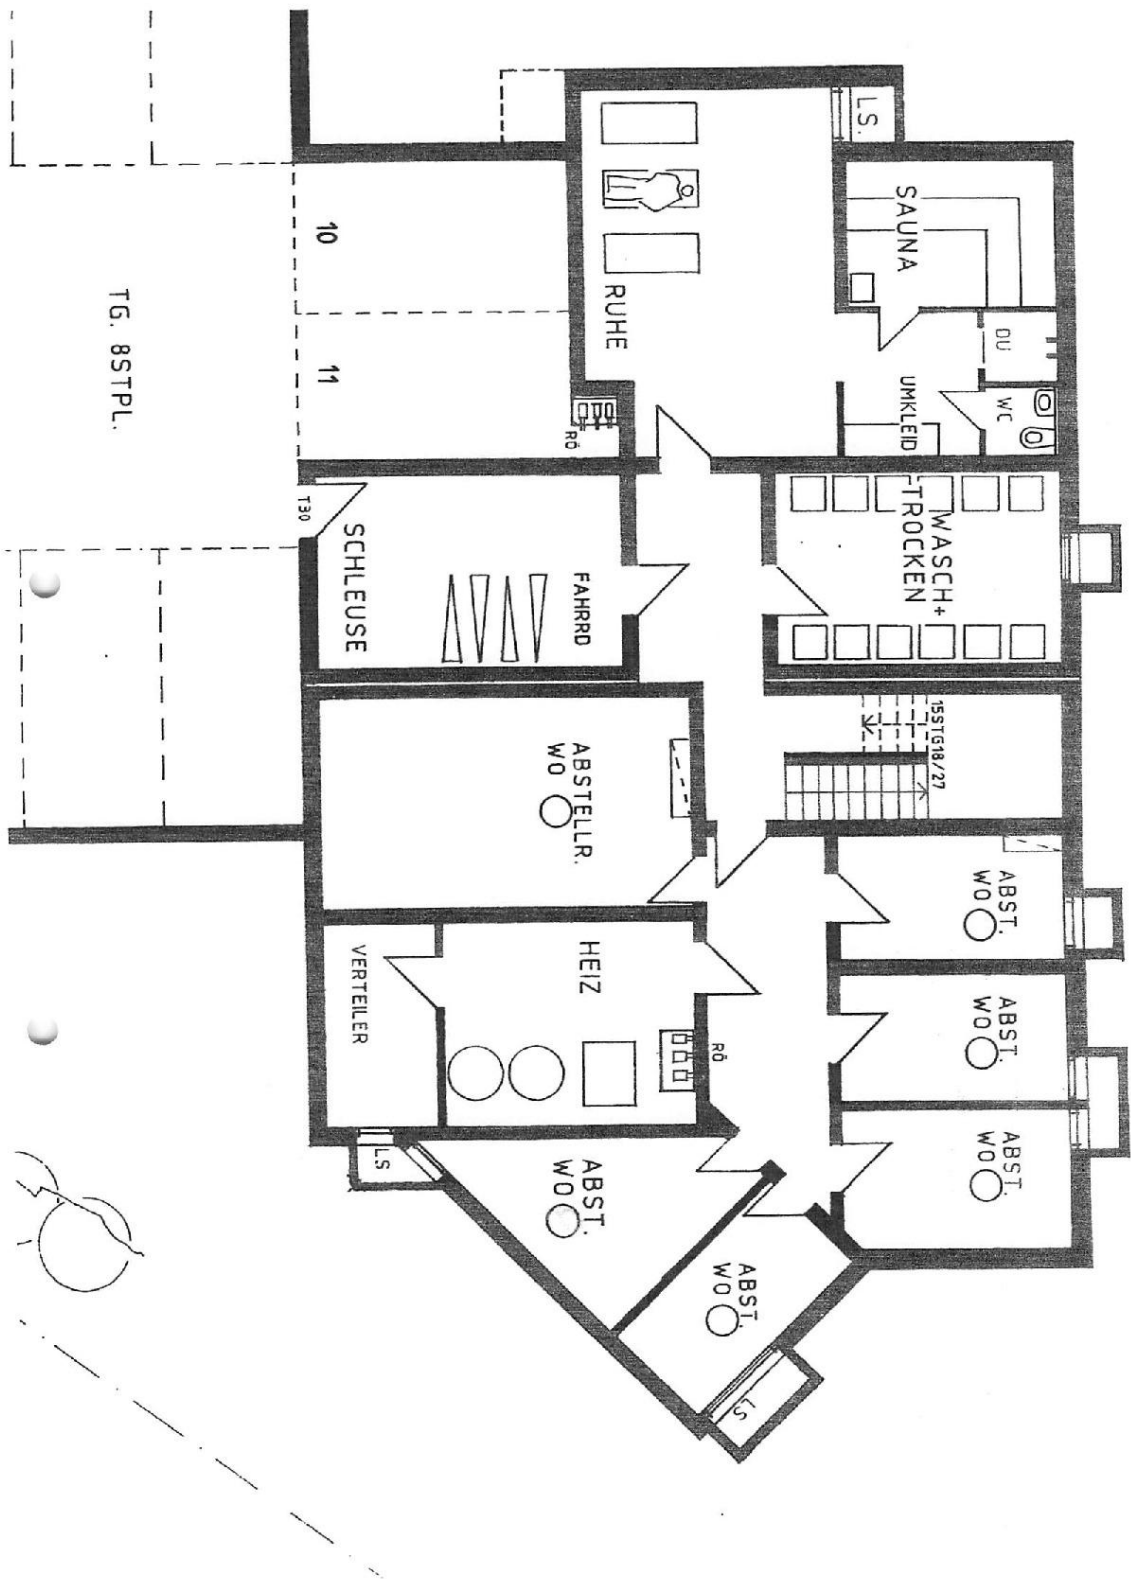 LS.
SAUNA
DU
WC
UMKLEID
RUHE
RÖ
10
11
TG. 8STPL.
T30
SCHLEUSE
FAHRRD
WASCH+
TROCKEN
15STG18/27
ABSTELLR.
WO
ABST.
WO
ABST.
WO
ABST.
WO
HEIZ
VERTEILER
RÖ
LS
ABST.
WO
ABST.
WO
LS